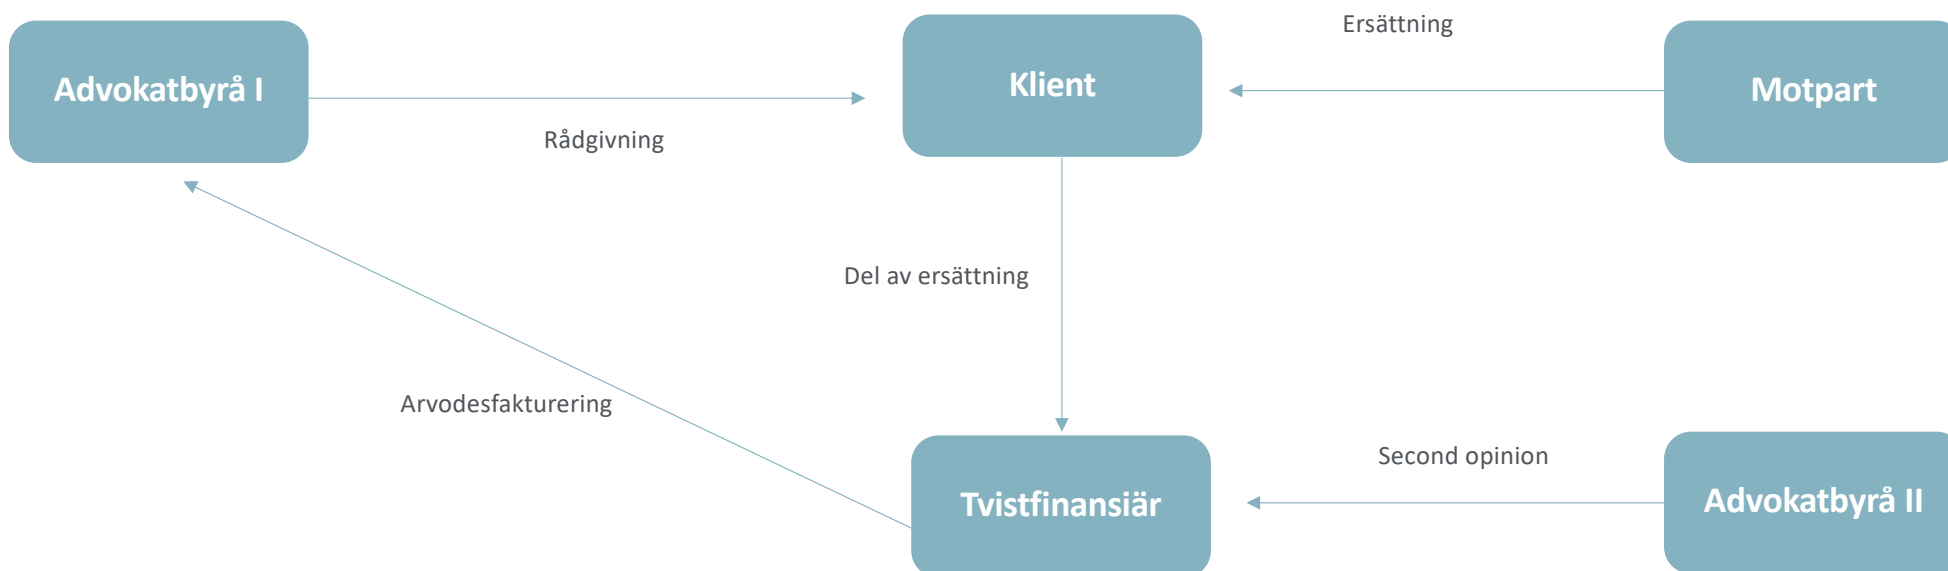 Ersättning
Advokatbyrå I
Klient
Motpart
Rådgivning
Del av ersättning
Arvodesfakturering
Second opinion
Tvistfinansiär
Advokatbyrå II